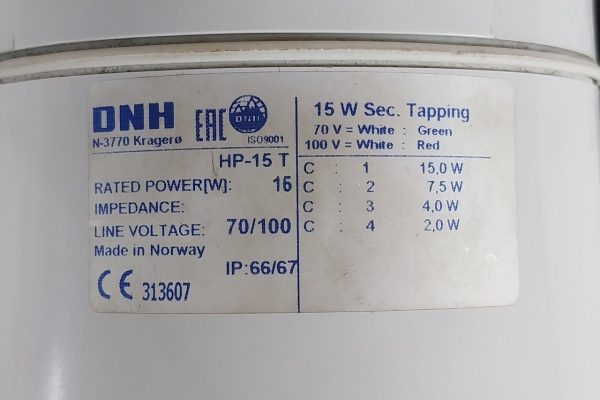 DNH
N-3770 Kragerø
EAC
DNH
ISO9001
HP-15 T
RATED POWER[W]: 15
IMPEDANCE:
LINE VOLTAGE: 70/100
Made in Norway
IP:66/67
CE 313607
15 W Sec. Tapping
70 V = White : Green
100 V = White : Red
C : 1 15,0 W
C : 2 7,5 W
C : 3 4,0 W
C : 4 2,0 W